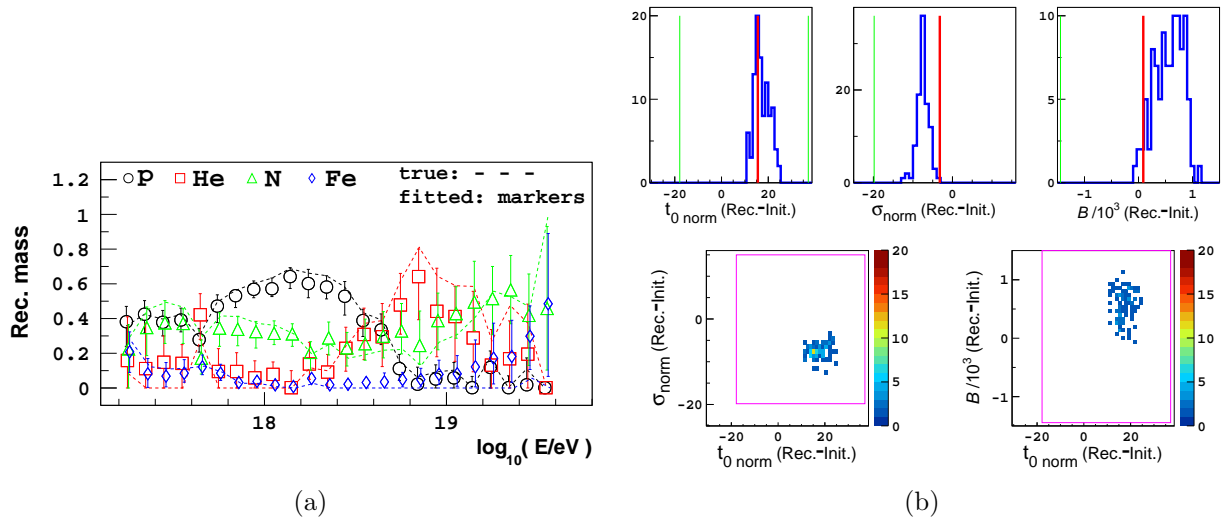 P He N Fe
true: - - -
fitted: markers
1.2
1
0.8
0.6
0.4
0.2
0
Rec. mass
18 19
log10( E/eV)
(a)
20
10
0
−20 0 20
t0 norm (Rec.−Init.)
20
0
−20 0
σnorm (Rec.−Init.)
10
5
0
−1 0 1
B /10^3 (Rec.−Init.)
0
−20
σnorm (Rec.−Init.)
−20 0 20
t0 norm (Rec.−Init.)
20
15
10
5
0
1
0
−1
B /10^3 (Rec.−Init.)
−20 0 20
t0 norm (Rec.−Init.)
20
15
10
5
0
(b)